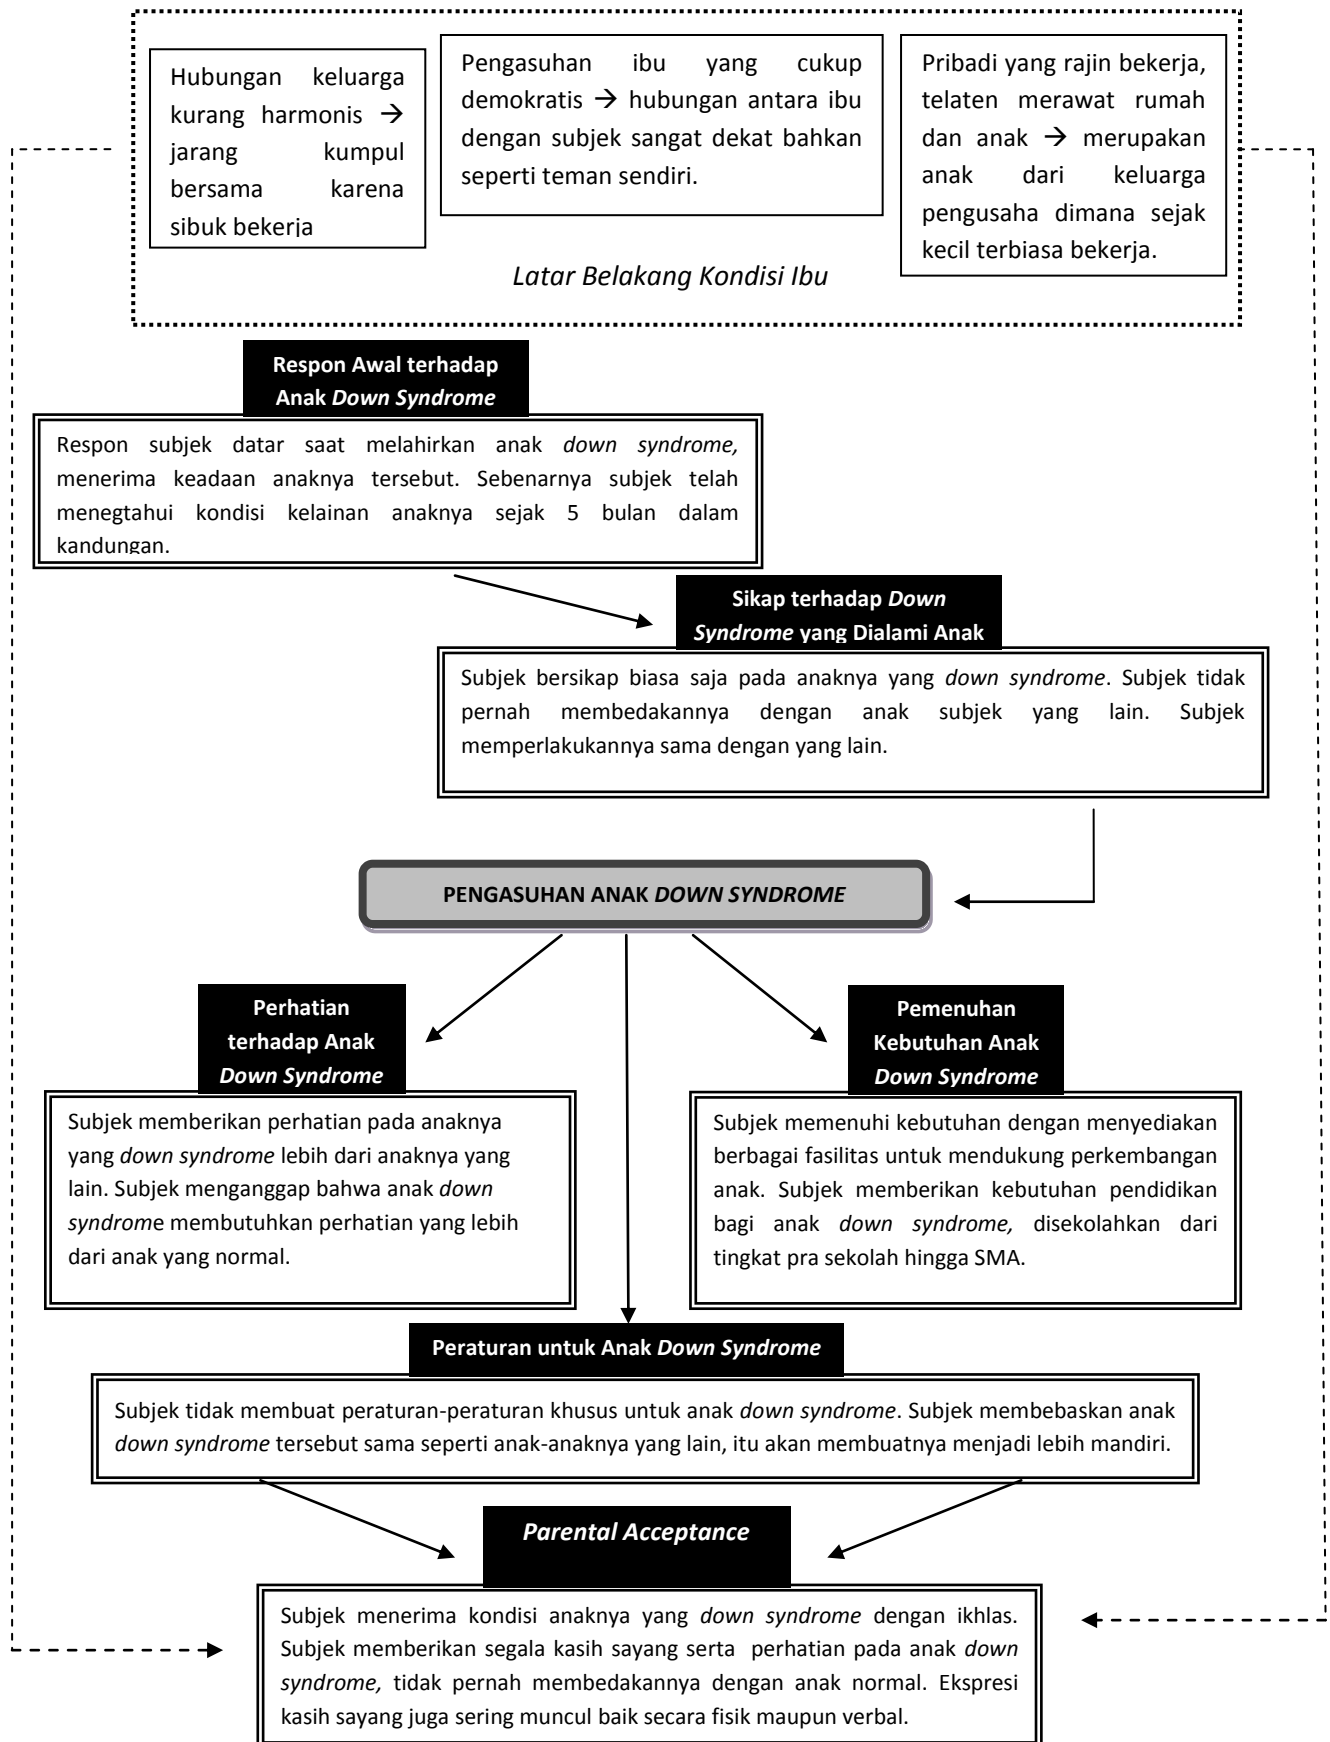 Hubungan keluarga
kurang harmonis →
jarang kumpul
bersama karena
sibuk bekerja
Pengasuhan ibu yang cukup
demokratis → hubungan antara ibu
dengan subjek sangat dekat bahkan
seperti teman sendiri.
Pribadi yang rajin bekerja,
telaten merawat rumah
dan anak → merupakan
anak dari keluarga
pengusaha dimana sejak
kecil terbiasa bekerja.
Latar Belakang Kondisi Ibu
Respon Awal terhadap
Anak Down Syndrome
Respon subjek datar saat melahirkan anak down syndrome,
menerima keadaan anaknya tersebut. Sebenarnya subjek telah
menegtahui kondisi kelainan anaknya sejak 5 bulan dalam
kandungan.
Sikap terhadap Down
Syndrome yang Dialami Anak
Subjek bersikap biasa saja pada anaknya yang down syndrome. Subjek tidak
pernah membedakannya dengan anak subjek yang lain. Subjek
memperlakukannya sama dengan yang lain.
PENGASUHAN ANAK DOWN SYNDROME
Perhatian
terhadap Anak
Down Syndrome
Subjek memberikan perhatian pada anaknya
yang down syndrome lebih dari anaknya yang
lain. Subjek menganggap bahwa anak down
syndrome membutuhkan perhatian yang lebih
dari anak yang normal.
Pemenuhan
Kebutuhan Anak
Down Syndrome
Subjek memenuhi kebutuhan dengan menyediakan
berbagai fasilitas untuk mendukung perkembangan
anak. Subjek memberikan kebutuhan pendidikan
bagi anak down syndrome, disekolahkan dari
tingkat pra sekolah hingga SMA.
Peraturan untuk Anak Down Syndrome
Subjek tidak membuat peraturan-peraturan khusus untuk anak down syndrome. Subjek membebaskan anak
down syndrome tersebut sama seperti anak-anaknya yang lain, itu akan membuatnya menjadi lebih mandiri.
Parental Acceptance
Subjek menerima kondisi anaknya yang down syndrome dengan ikhlas.
Subjek memberikan segala kasih sayang serta perhatian pada anak down
syndrome, tidak pernah membedakannya dengan anak normal. Ekspresi
kasih sayang juga sering muncul baik secara fisik maupun verbal.